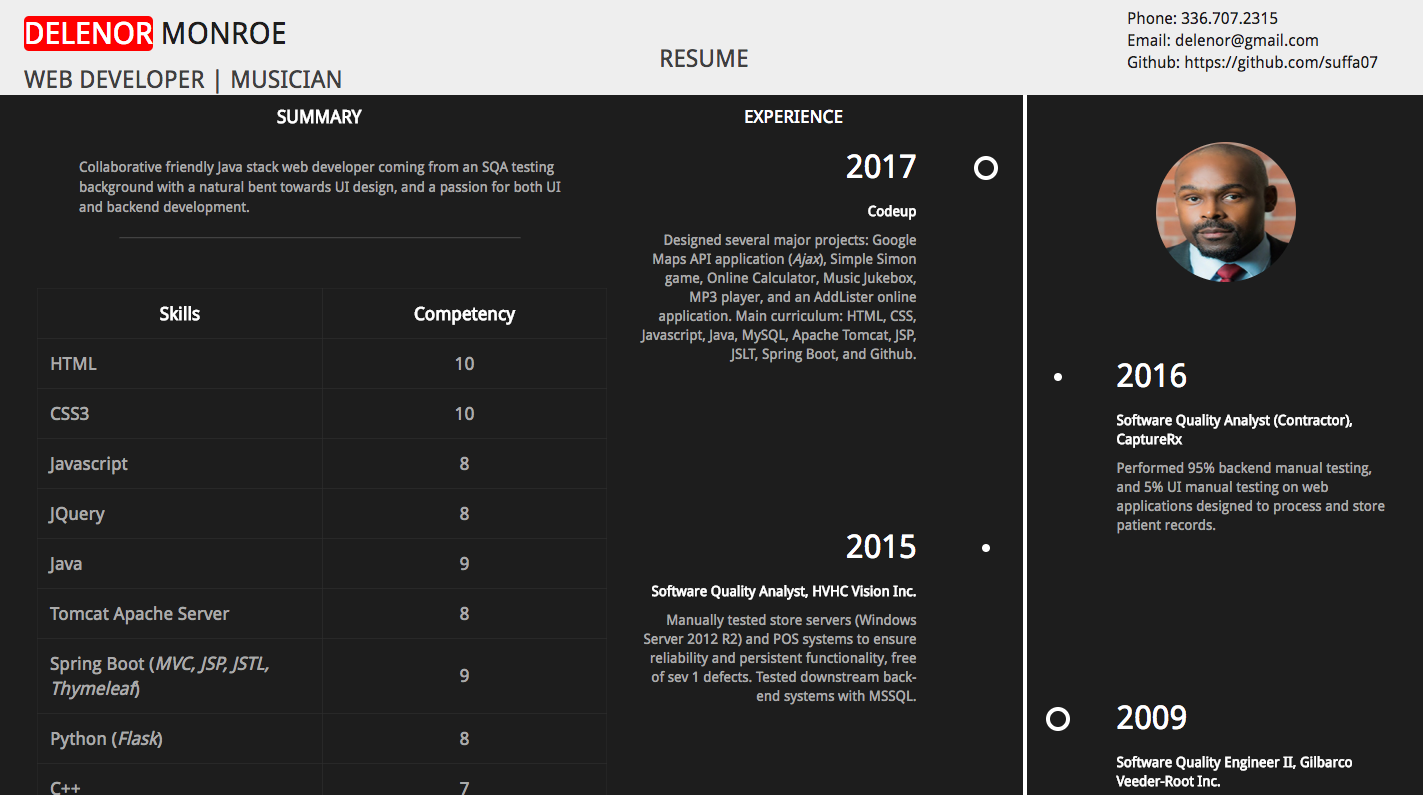 DELENOR MONROE
WEB DEVELOPER | MUSICIAN
RESUME
Phone: 336.707.2315
Email: delenor@gmail.com
Github: https://github.com/suffa07
SUMMARY
Collaborative friendly Java stack web developer coming from an SQA testing
background with a natural bent towards UI design, and a passion for both UI
and backend development.
Skills Competency
HTML 10
CSS3 10
Javascript 8
JQuery 8
Java 9
Tomcat Apache Server 8
Spring Boot (MVC, JSP, JSTL,
Thymeleaf) 9
Python (Flask) 8
C++ 7
EXPERIENCE
2017
Codeup
Designed several major projects: Google
Maps API application (Ajax), Simple Simon
game, Online Calculator, Music Jukebox,
MP3 player, and an AddLister online
application. Main curriculum: HTML, CSS,
Javascript, Java, MySQL, Apache Tomcat, JSP,
JSLT, Spring Boot, and Github.
2016
Software Quality Analyst (Contractor),
CaptureRx
Performed 95% backend manual testing,
and 5% UI manual testing on web
applications designed to process and store
patient records.
2015
Software Quality Analyst, HVHC Vision Inc.
Manually tested store servers (Windows
Server 2012 R2) and POS systems to ensure
reliability and persistent functionality, free
of sev 1 defects. Tested downstream back-
end systems with MSSQL.
2009
Software Quality Engineer II, Gilbarco
Veeder-Root Inc.